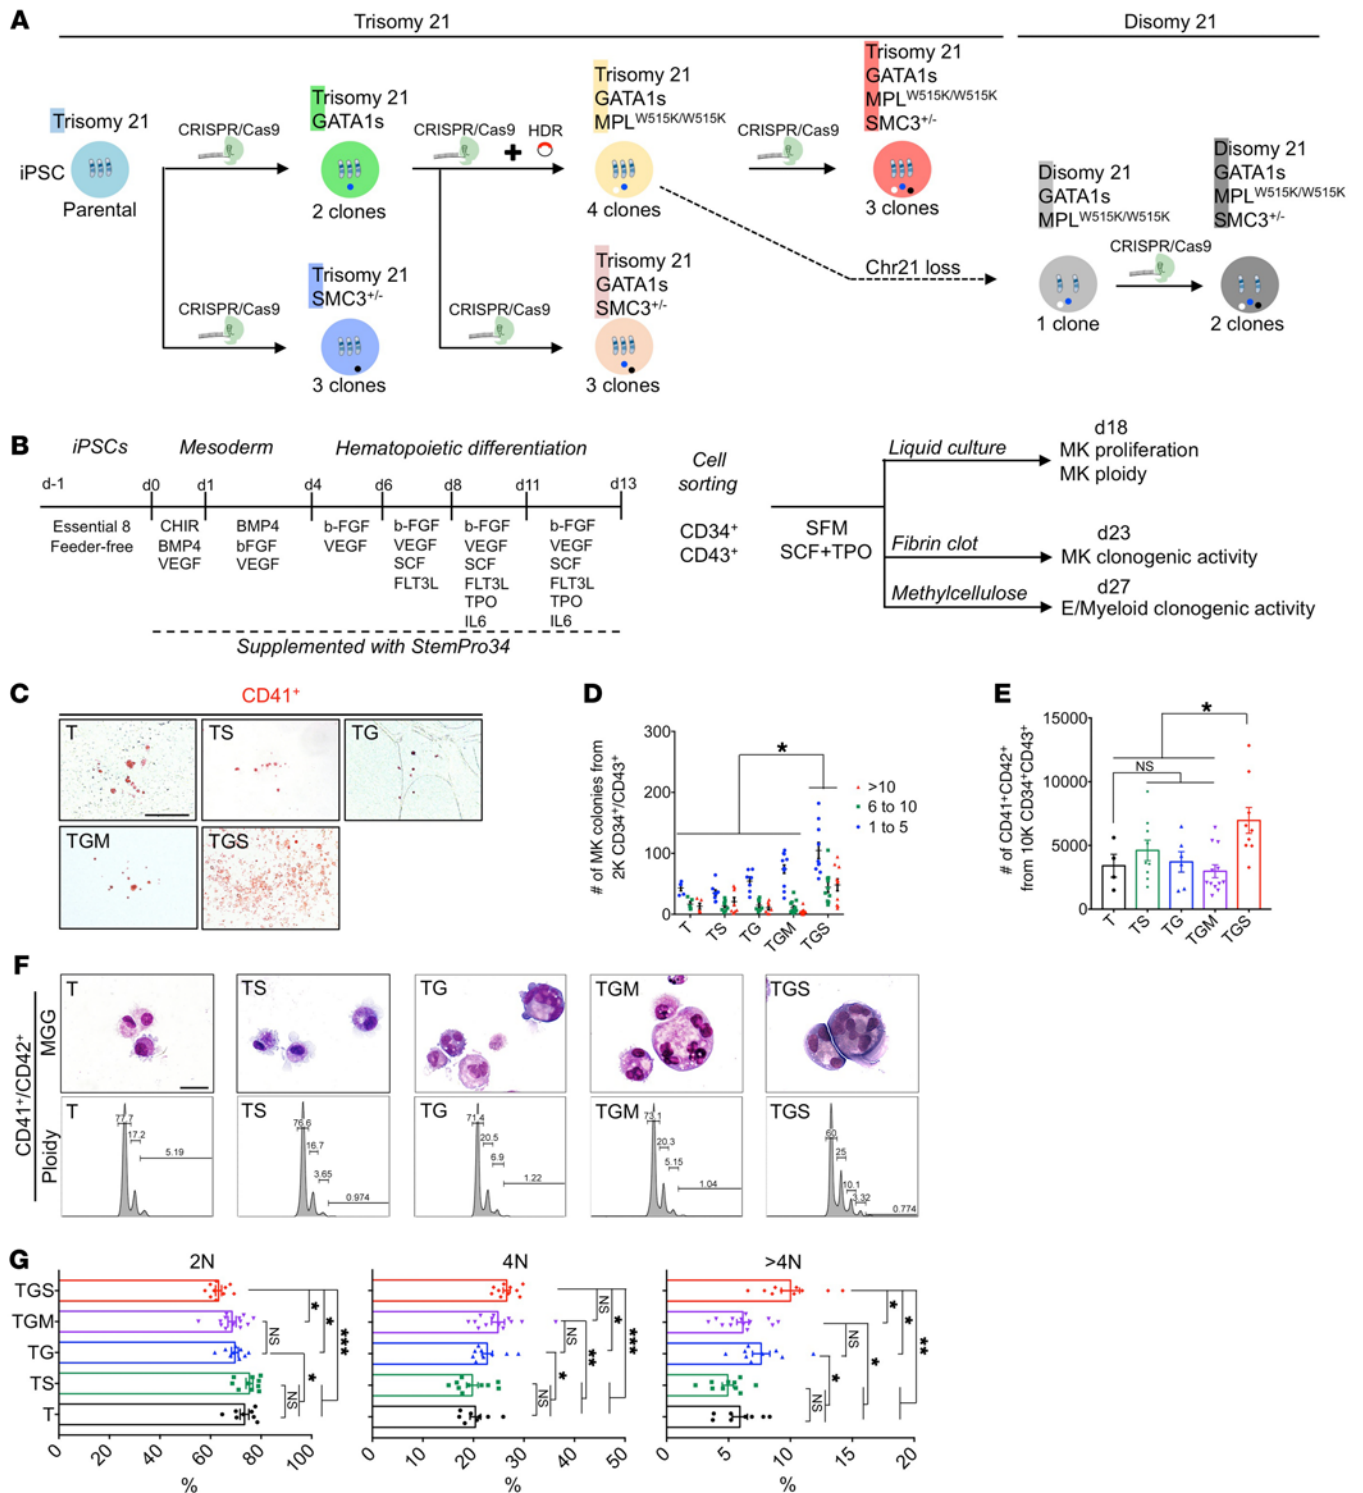 A
Trisomy 21
Disomy 21
iPSC
Trisomy 21
Parental
CRISPR/Cas9
Trisomy 21
GATA1s
2 clones
CRISPR/Cas9
HDR
Trisomy 21
GATA1s
MPL^W515K/W515K
4 clones
CRISPR/Cas9
Trisomy 21
GATA1s
MPL^W515K/W515K
SMC3^+/-
3 clones
CRISPR/Cas9
Trisomy 21
SMC3^+/-
3 clones
CRISPR/Cas9
Trisomy 21
GATA1s
SMC3^+/-
3 clones
Chr21 loss
Disomy 21
GATA1s
MPL^W515K/W515K
1 clone
CRISPR/Cas9
Disomy 21
GATA1s
MPL^W515K/W515K
SMC3^+/-
2 clones
B
iPSCs
Mesoderm
Hematopoietic differentiation
d-1
d0
d1
d4
d6
d8
d11
d13
Essential 8
Feeder-free
CHIR
BMP4
VEGF
BMP4
bFGF
VEGF
b-FGF
VEGF
b-FGF
VEGF
SCF
FLT3L
b-FGF
VEGF
SCF
FLT3L
TPO
IL6
b-FGF
VEGF
SCF
FLT3L
TPO
IL6
Supplemented with StemPro34
Cell
sorting
CD34+
CD43+
SFM
SCF+TPO
Liquid culture
d18
MK proliferation
MK ploidy
Fibrin clot
d23
MK clonogenic activity
Methylcellulose
d27
E/Myeloid clonogenic activity
C
CD41+
T
TS
TG
TGM
TGS
D
# of MK colonies from
2K CD34+/CD43+
300
200
100
0
*
>10
6 to 10
1 to 5
T
TS
TG
TGM
TGS
E
# of CD41+CD42+
from 10K CD34+CD43+
15000
10000
5000
0
*
NS
T
TS
TG
TGM
TGS
F
CD41+/CD42+
MGG
T
TS
TG
TGM
TGS
Ploidy
T
77.7
17.2
5.19
TS
76.6
16.7
3.65
0.974
TG
71.4
20.5
6.9
1.22
TGM
73.1
20.3
5.15
1.04
TGS
60
25
10.1
3.32
0.774
G
2N
4N
>4N
TGS
TGM
TG
TS
T
NS
*
NS
*
*
***
0
20
40
60
80
100
%
NS
*
NS
**
NS
*
***
0
10
20
30
40
50
%
NS
*
NS
*
*
*
**
0
5
10
15
20
%